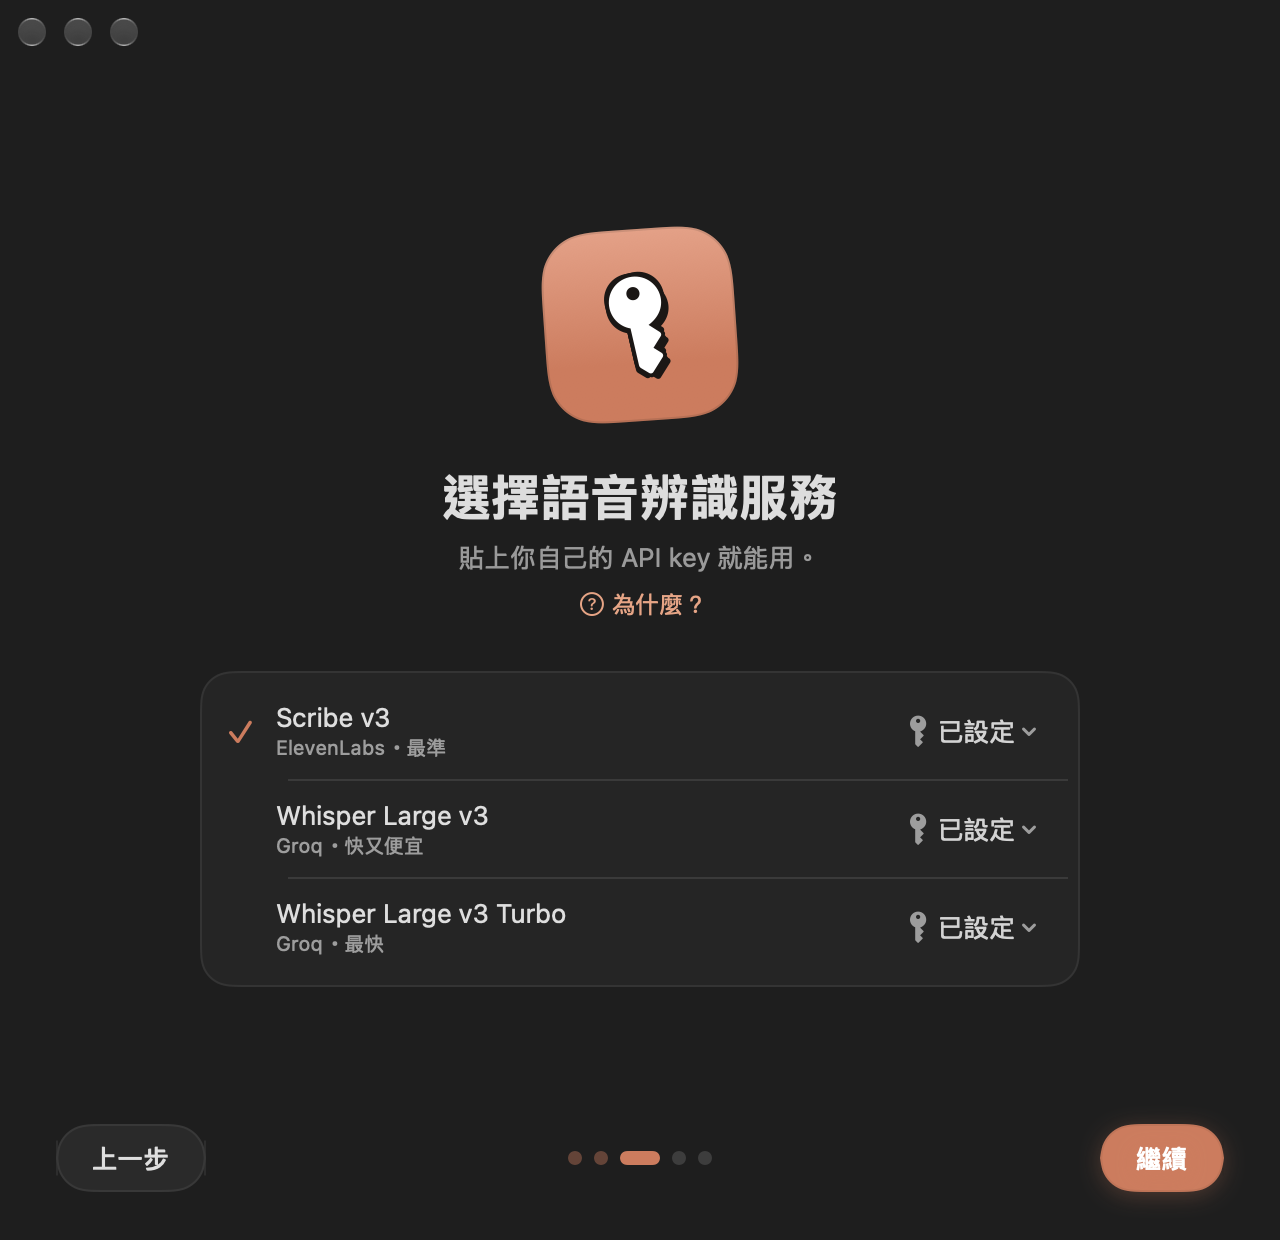 選擇語音辨識服務
貼上你自己的 API key 就能用。
? 為什麼？
Scribe v3
ElevenLabs・最準
已設定
Whisper Large v3
Groq・快又便宜
已設定
Whisper Large v3 Turbo
Groq・最快
已設定
上一步
繼續